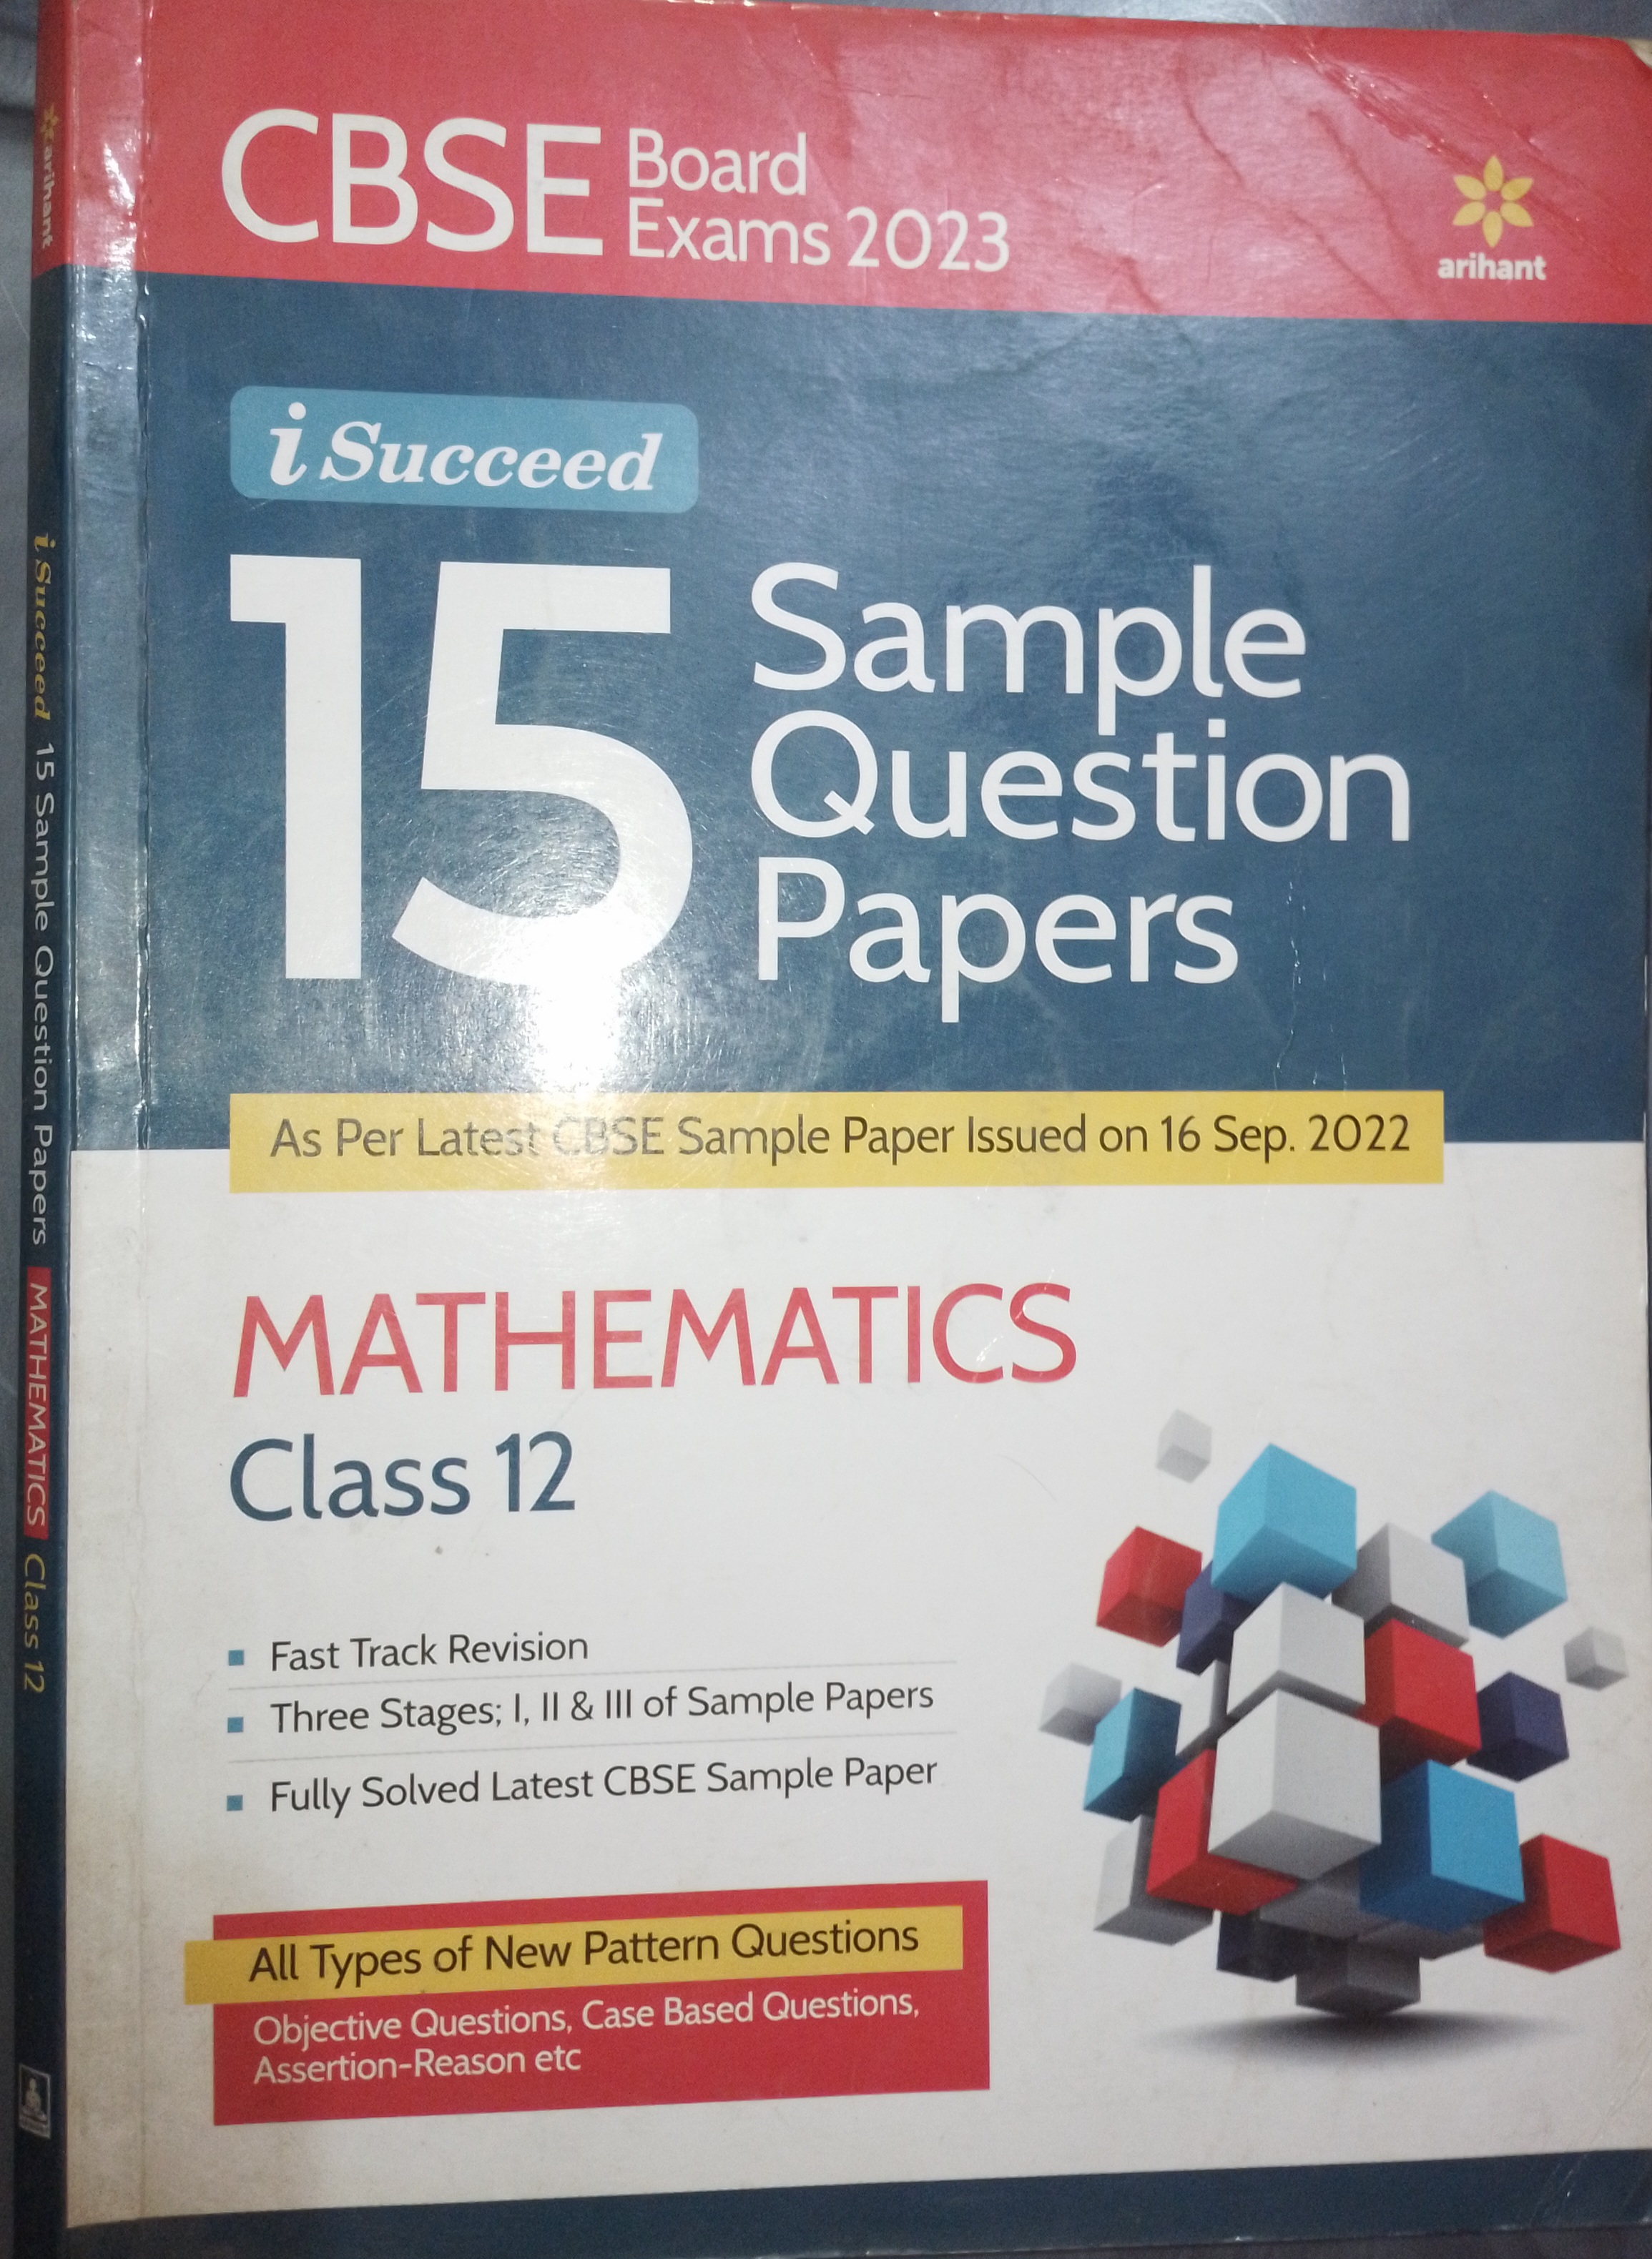 CBSE Board
Exams 2023
arihant
i Succeed
15 Sample
Question
Papers
As Per Latest CBSE Sample Paper Issued on 16 Sep. 2022
MATHEMATICS
Class 12
Fast Track Revision
Three Stages; I, II & III of Sample Papers
Fully Solved Latest CBSE Sample Paper
All Types of New Pattern Questions
Objective Questions, Case Based Questions,
Assertion-Reason etc
arihant
i Succeed 15 Sample Question Papers MATHEMATICS Class 12